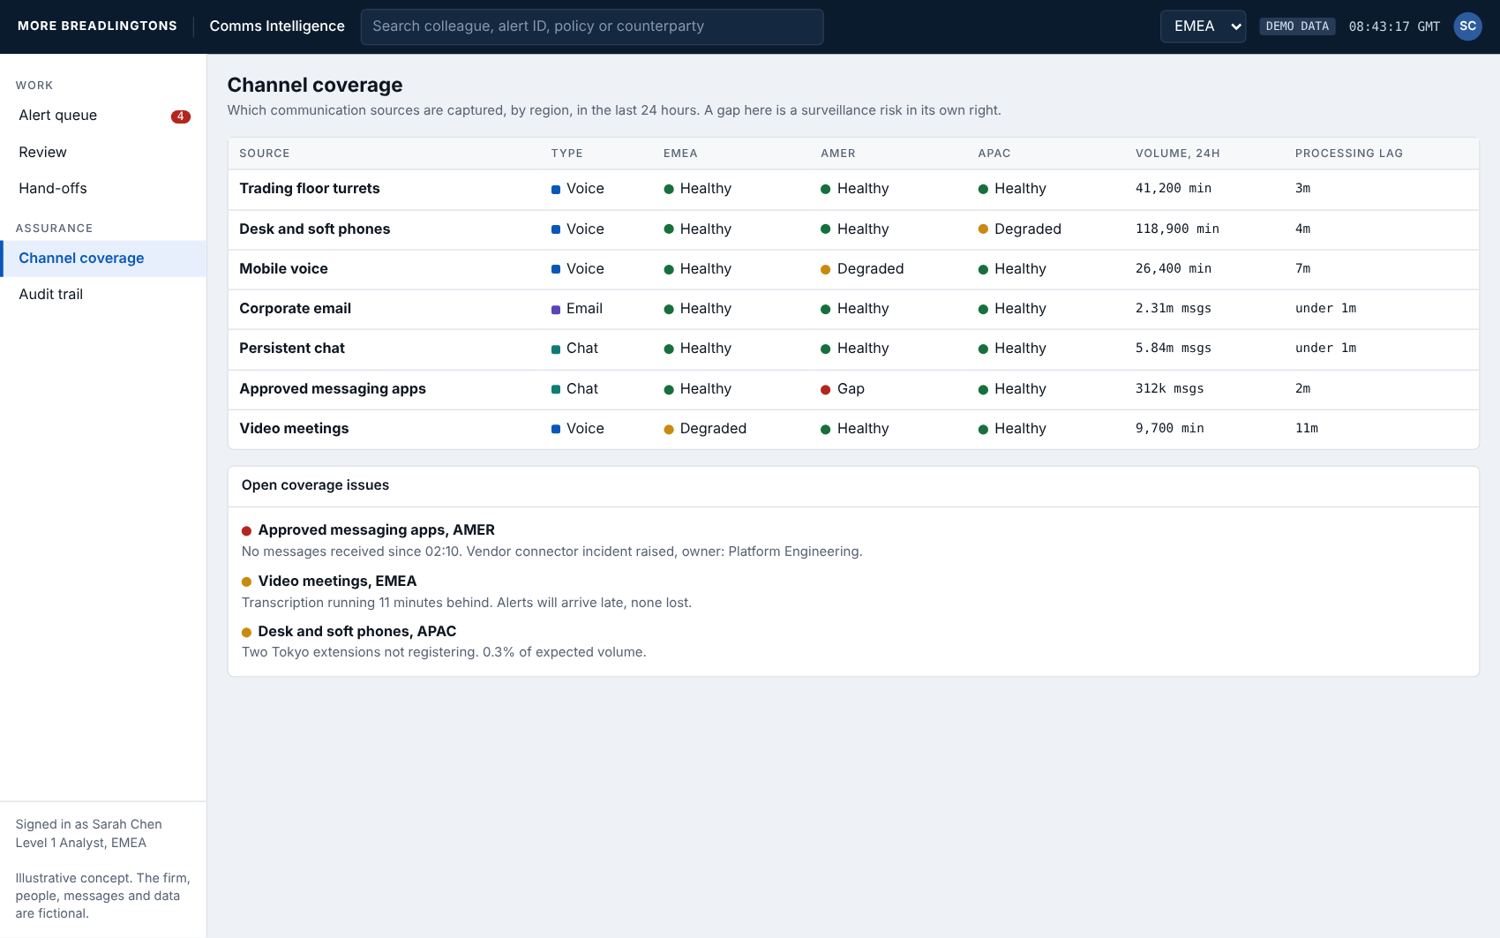 MORE BREADLINGTONS
Comms Intelligence
Search colleague, alert ID, policy or counterparty
EMEA
DEMO DATA
08:43:17 GMT
SC
WORK
Alert queue 4
Review
Hand-offs
ASSURANCE
Channel coverage
Audit trail
Signed in as Sarah Chen
Level 1 Analyst, EMEA
Illustrative concept. The firm,
people, messages and data
are fictional.
Channel coverage
Which communication sources are captured, by region, in the last 24 hours. A gap here is a surveillance risk in its own right.
SOURCE TYPE EMEA AMER APAC VOLUME, 24H PROCESSING LAG
Trading floor turrets Voice Healthy Healthy Healthy 41,200 min 3m
Desk and soft phones Voice Healthy Healthy Degraded 118,900 min 4m
Mobile voice Voice Healthy Degraded Healthy 26,400 min 7m
Corporate email Email Healthy Healthy Healthy 2.31m msgs under 1m
Persistent chat Chat Healthy Healthy Healthy 5.84m msgs under 1m
Approved messaging apps Chat Healthy Gap Healthy 312k msgs 2m
Video meetings Voice Degraded Healthy Healthy 9,700 min 11m
Open coverage issues
Approved messaging apps, AMER
No messages received since 02:10. Vendor connector incident raised, owner: Platform Engineering.
Video meetings, EMEA
Transcription running 11 minutes behind. Alerts will arrive late, none lost.
Desk and soft phones, APAC
Two Tokyo extensions not registering. 0.3% of expected volume.